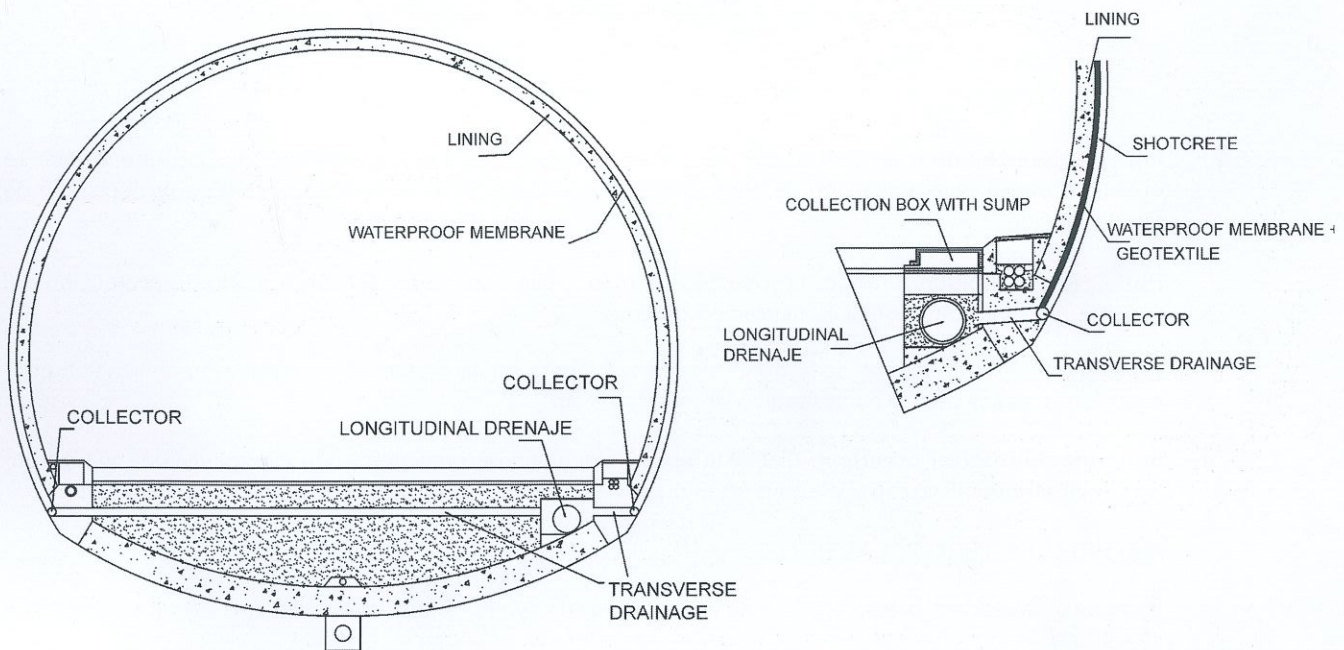 LINING
WATERPROOF MEMBRANE
COLLECTOR
COLLECTOR
LONGITUDINAL DRENAJE
TRANSVERSE
DRAINAGE
LINING
SHOTCRETE
COLLECTION BOX WITH SUMP
WATERPROOF MEMBRANE +
GEOTEXTILE
LONGITUDINAL
DRENAJE
COLLECTOR
TRANSVERSE DRAINAGE